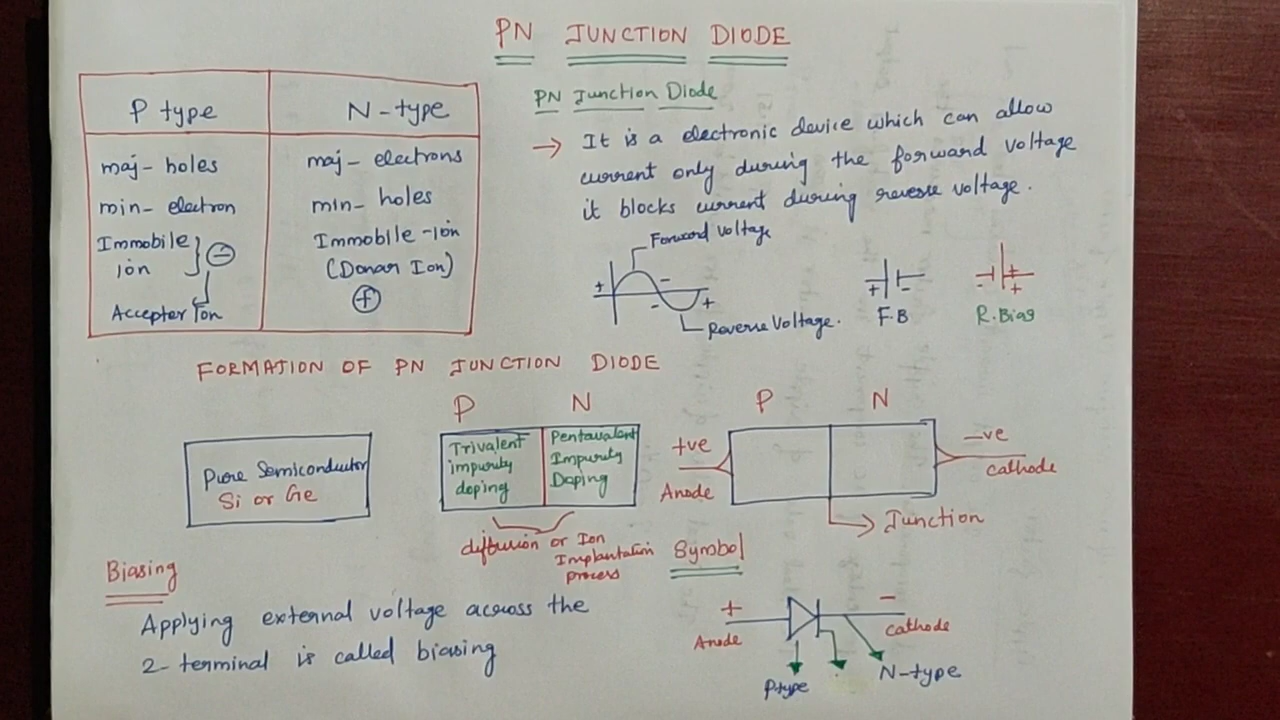 PN JUNCTION DIODE
P type
N-type
maj- holes
maj- electrons
min- electron
min- holes
Immobile
ion
-
Accepter Ion
Immobile-ion
(Donar Ion)
+
PN Junction Diode
→ It is a electronic device which can allow
current only during the forward voltage
it blocks current during reverse voltage.
Forward voltage
+ -
- +
Reverse Voltage.
+ -
F.B
- +
+
R.Bias
FORMATION OF PN JUNCTION DIODE
Pure Semiconductor
Si or Ge
P N
Trivalent
impurity
doping
Pentavalent
Impurity
Doping
diffusion or Ion
Implantation
process
P N
+ve
Anode
-ve
cathode
Junction
Biasing
Applying external voltage across the
2-terminal is called biasing
Symbol
+ -
Anode
cathode
P-type
N-type